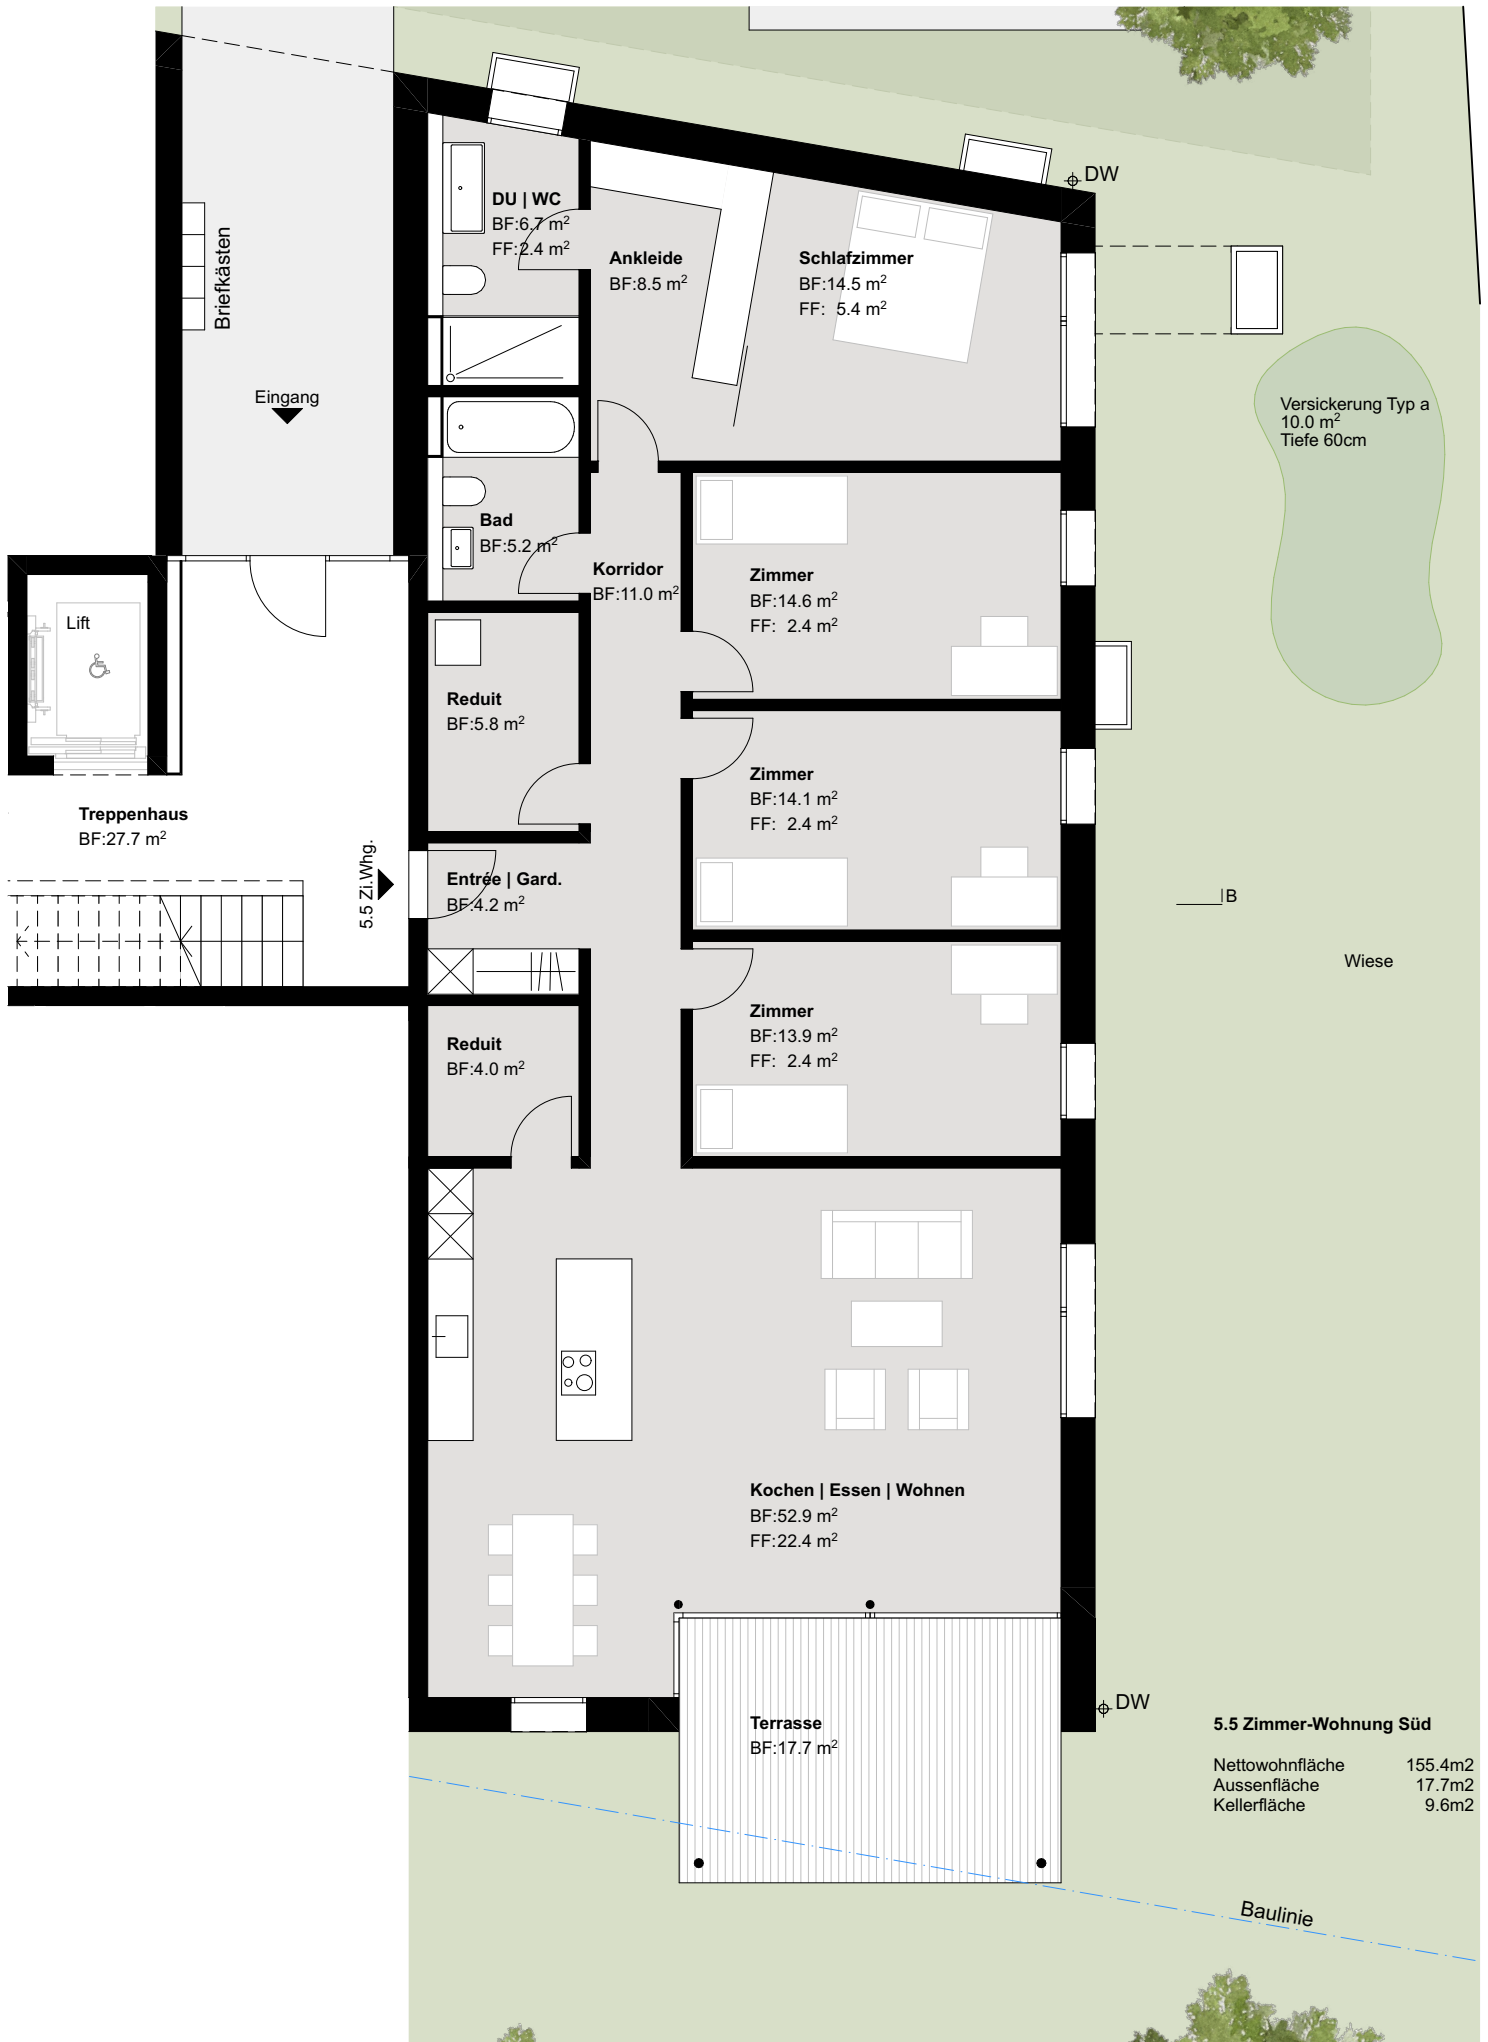 DW
DU | WC
BF:6.7 m²
FF:2.4 m²
Ankleide
BF:8.5 m²
Schlafzimmer
BF:14.5 m²
FF: 5.4 m²
Briefkästen
Eingang
Versickerung Typ a
10.0 m²
Tiefe 60cm
Bad
BF:5.2 m²
Korridor
BF:11.0 m²
Zimmer
BF:14.6 m²
FF: 2.4 m²
Lift
Reduit
BF:5.8 m²
Zimmer
BF:14.1 m²
FF: 2.4 m²
Treppenhaus
BF:27.7 m²
5.5 Zi.Whg.
Entrée | Gard.
BF:4.2 m²
B
Wiese
Zimmer
BF:13.9 m²
FF: 2.4 m²
Reduit
BF:4.0 m²
Kochen | Essen | Wohnen
BF:52.9 m²
FF:22.4 m²
DW
Terrasse
BF:17.7 m²
5.5 Zimmer-Wohnung Süd
Nettowohnfläche 155.4m2
Aussenfläche 17.7m2
Kellerfläche 9.6m2
Baulinie